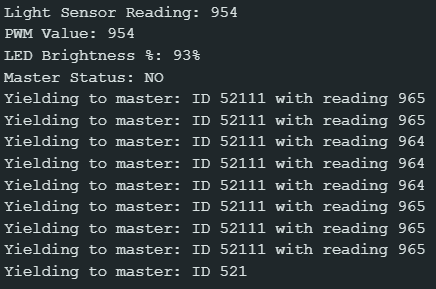 Light Sensor Reading: 954
PWM Value: 954
LED Brightness %: 93%
Master Status: NO
Yielding to master: ID 52111 with reading 965
Yielding to master: ID 52111 with reading 965
Yielding to master: ID 52111 with reading 964
Yielding to master: ID 52111 with reading 964
Yielding to master: ID 52111 with reading 964
Yielding to master: ID 52111 with reading 965
Yielding to master: ID 52111 with reading 965
Yielding to master: ID 52111 with reading 965
Yielding to master: ID 521